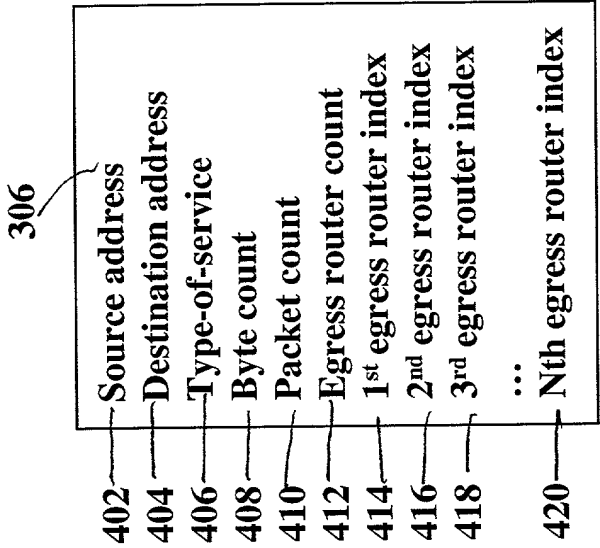 306
402 Source address
404 Destination address
406 Type-of-service
408 Byte count
410 Packet count
412 Egress router count
414 1st egress router index
416 2nd egress router index
418 3rd egress router index
...
420 Nth egress router index